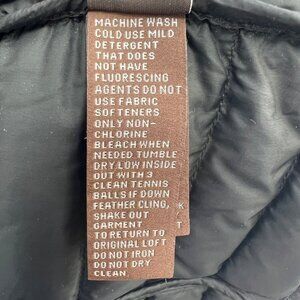 MACHINE WASH
COLD USE MILD
DETERGENT
THAT DOES
NOT HAVE
FLUORESCING
AGENTS DO NOT
USE FABRIC
SOFTENERS
ONLY NON-
CHLORINE
BLEACH WHEN
NEEDED TUMBLE
DRY LOW INSIDE
OUT WITH 3
CLEAN TENNIS
BALLS IF DOWN
FEATHER CLING,
SHAKE OUT
GARMENT
TO RETURN TO
ORIGINAL LOFT
DO NOT IRON
DO NOT DRY
CLEAN.
K
T